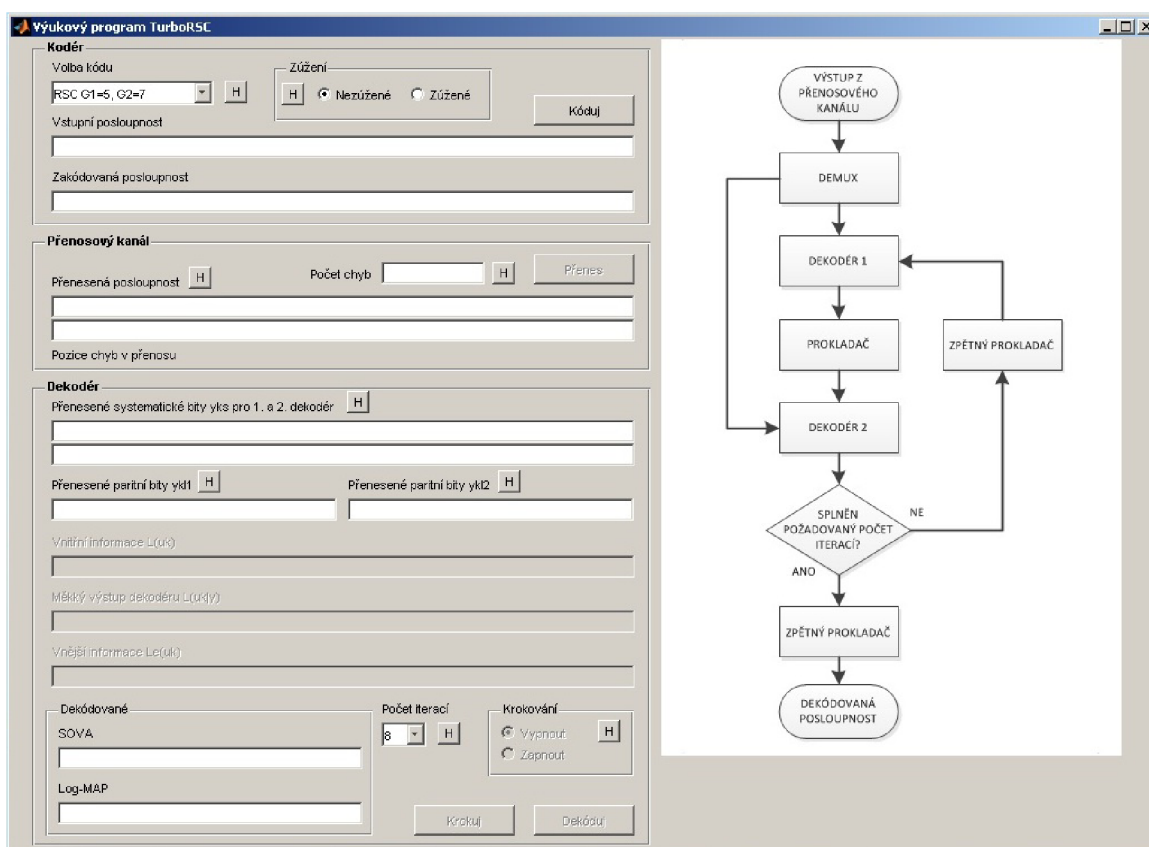 Výukový program TurboRSC
Kodér
Volba kódu
RSC G1=5, G2=7
H
Zúžení
H
Nezúžené
Zúžené
Kóduj
Vstupní posloupnost
Zakódovaná posloupnost
Přenosový kanál
Přenesená posloupnost
H
Počet chyb
H
Přenes
Pozice chyb v přenosu
Dekodér
Přenesené systematické bity yks pro 1. a 2. dekodér
H
Přenesené paritní bity ykl1
H
Přenesené paritní bity ykl2
H
Vnitřní informace L(uk)
Měkký výstup dekodéru L(uk|y)
Vnější informace Le(uk)
Dekódované
SOVA
Log-MAP
Počet iterací
8
H
Krokování
Vypnout
H
Zapnout
Krokuj
Dekóduj
VÝSTUP Z
PŘENOSOVÉHO
KANÁLU
DEMUX
DEKODÉR 1
PROKLADAČ
ZPĚTNÝ PROKLADAČ
DEKODÉR 2
SPLNĚN
POŽADOVANÝ POČET
ITERACÍ?
NE
ANO
ZPĚTNÝ PROKLADAČ
DEKÓDOVANÁ
POSLOUPNOST